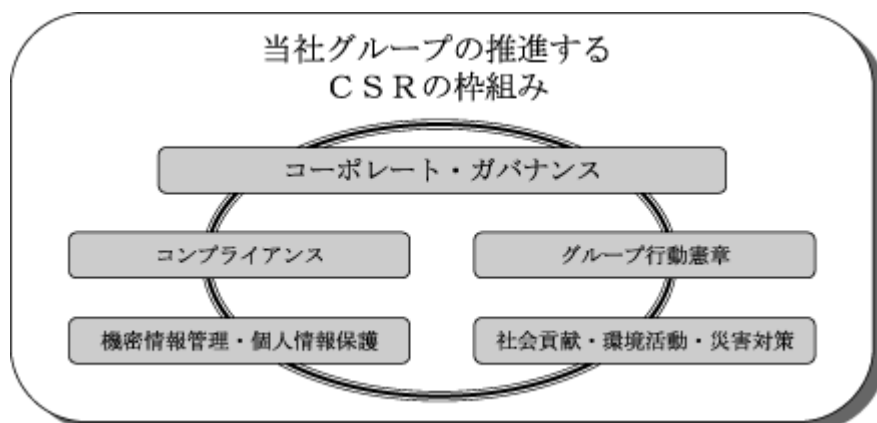 当社グループの推進する
ＣＳＲの枠組み
コーポレート・ガバナンス
コンプライアンス
グループ行動憲章
機密情報管理・個人情報保護
社会貢献・環境活動・災害対策